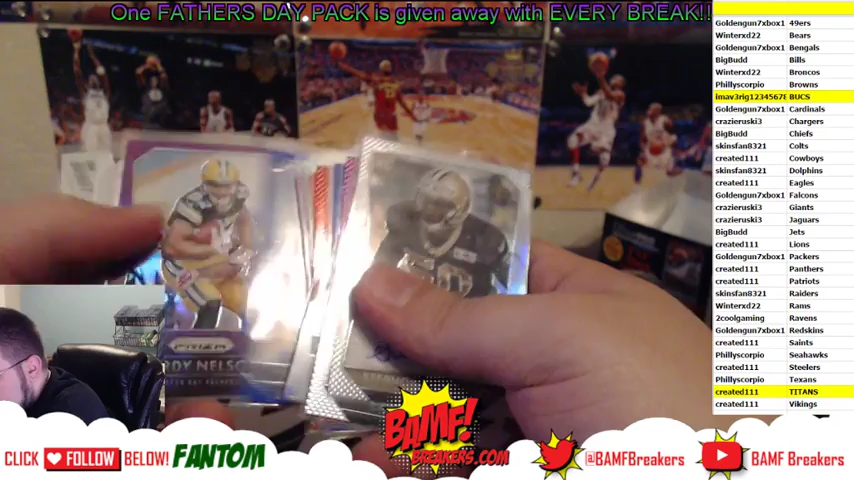 One FATHERS DAY PACK is given away with EVERY BREAK!!
Goldengun7xbox1 49ers
Winterxd22 Bears
Goldengun7xbox1 Bengals
BigBudd Bills
Winterxd22 Broncos
Phillyscorpio Browns
imav3rig12345678 BUCS
Goldengun7xbox1 Cardinals
crazieruski3 Chargers
BigBudd Chiefs
skinsfan8321 Colts
created111 Cowboys
skinsfan8321 Dolphins
created111 Eagles
Goldengun7xbox1 Falcons
crazieruski3 Giants
crazieruski3 Jaguars
BigBudd Jets
created111 Lions
Goldengun7xbox1 Packers
created111 Panthers
created111 Patriots
skinsfan8321 Raiders
Winterxd22 Rams
2coolgaming Ravens
Goldengun7xbox1 Redskins
created111 Saints
Phillyscorpio Seahawks
created111 Steelers
Phillyscorpio Texans
created111 TITANS
created111 Vikings
PRIZM
RDY NELSO
50
BAMF!
BREAKERS.COM
CLICK FOLLOW BELOW! FANTOM
@BAMFBreakers
BAMF Breakers